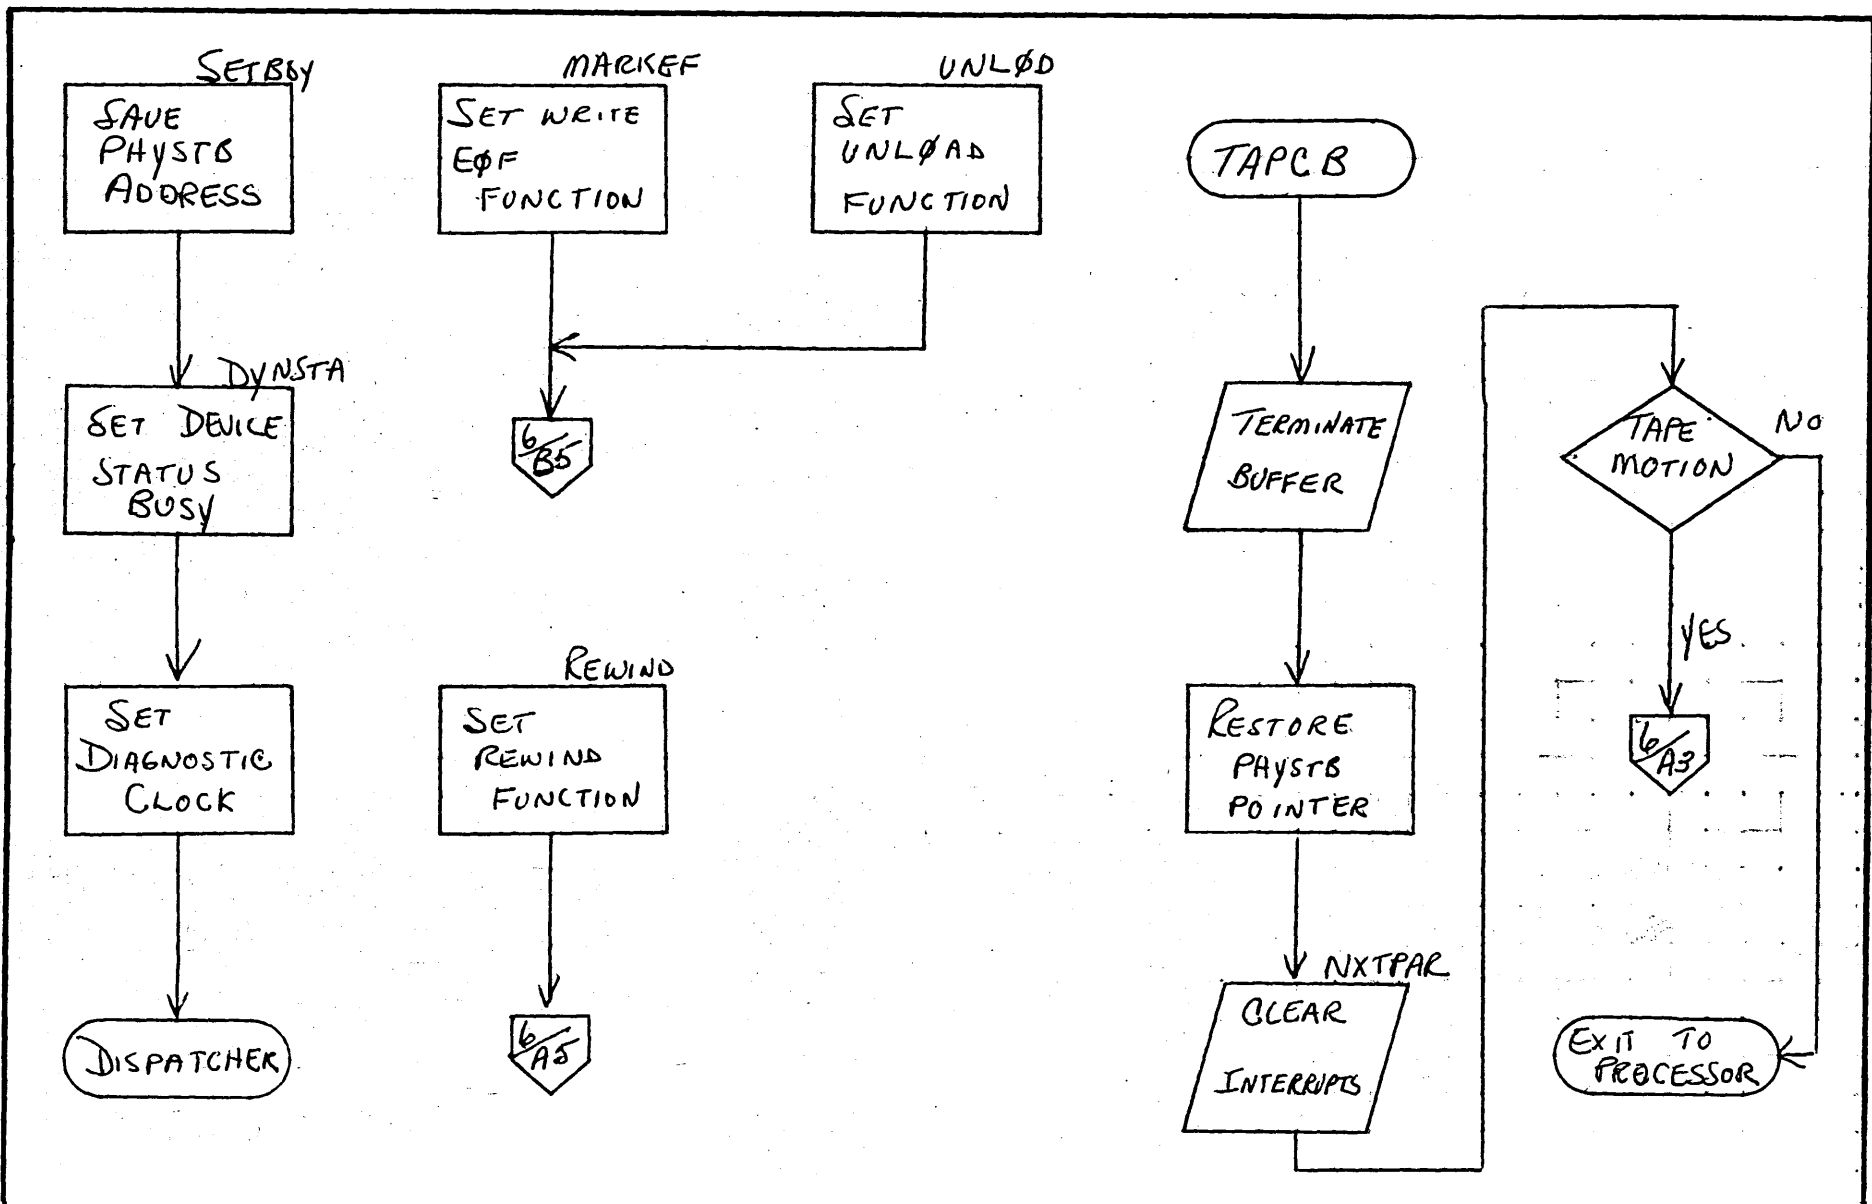 SETBSY
SAVE
PHYSTB
ADDRESS
DYNSTA
SET DEVICE
STATUS
BUSY
SET
DIAGNOSTIC
CLOCK
DISPATCHER
MARKEF
SET WRITE
EØF
FUNCTION
6/B5
UNLØD
SET
UNLØAD
FUNCTION
REWIND
SET
REWIND
FUNCTION
6/A5
TAPCB
TERMINATE
BUFFER
RESTORE
PHYSTB
POINTER
NXTPAR
CLEAR
INTERRUPTS
TAPE
MOTION
NO
YES
6/A3
EXIT TO
PROCESSOR